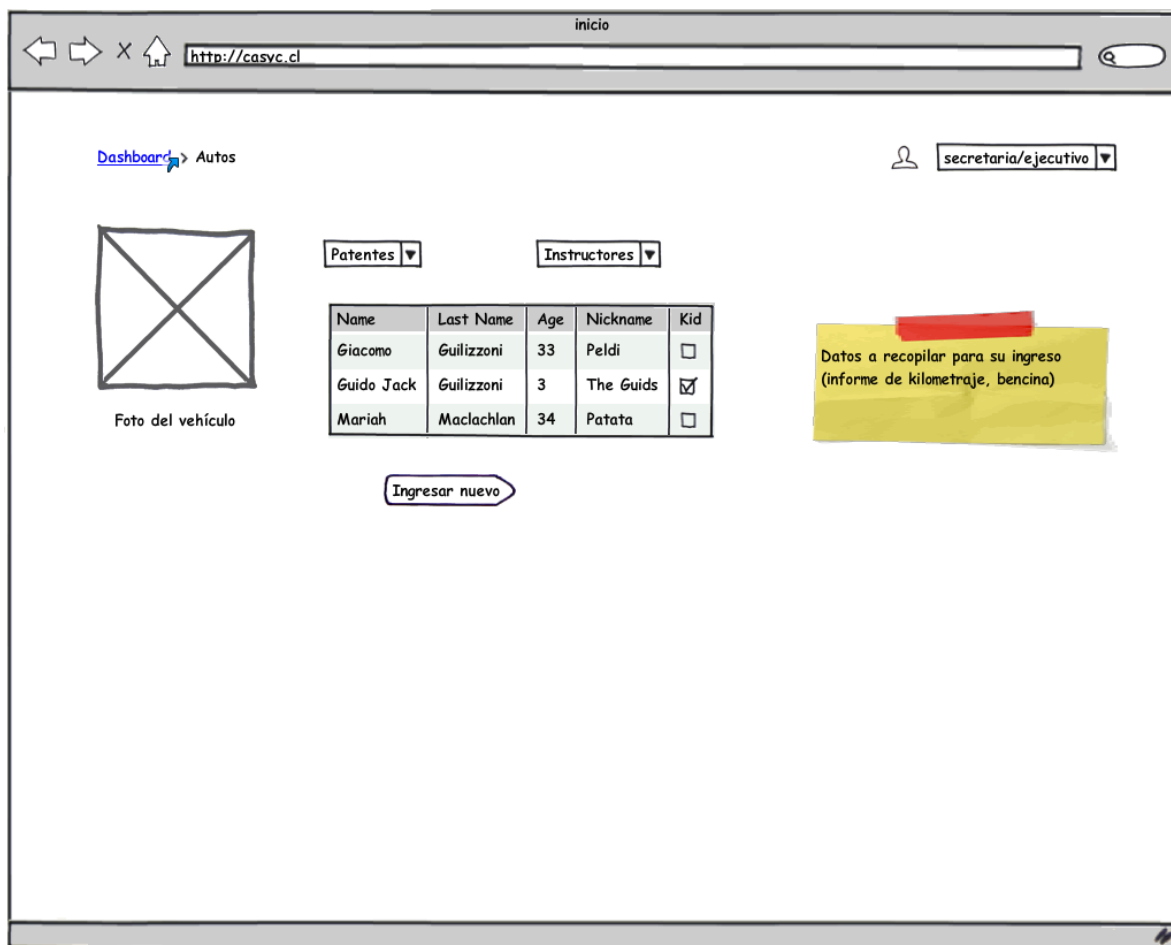 inicio
http://casyc.cl
Dashboard > Autos
secretaria/ejecutivo
Patentes
Instructores
Name Last Name Age Nickname Kid
Giacomo Guilizzoni 33 Peldi
Guido Jack Guilizzoni 3 The Guids
Mariah Maclachlan 34 Patata
Foto del vehículo
Datos a recopilar para su ingreso
(informe de kilometraje, bencina)
Ingresar nuevo